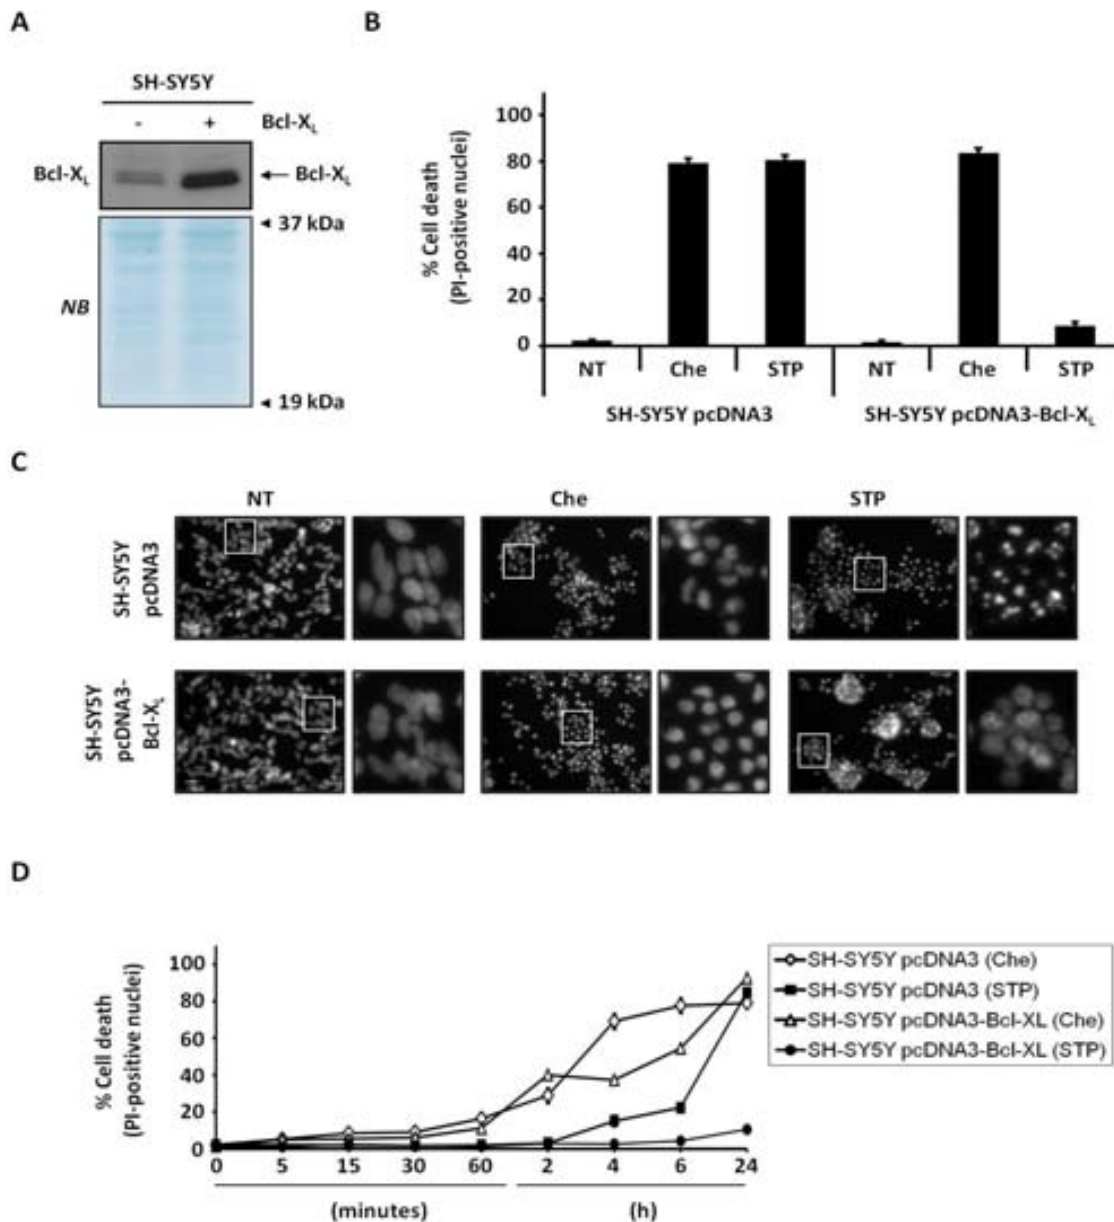 A
SH-SY5Y
- + Bcl-XL
Bcl-XL ← Bcl-XL
◄ 37 kDa
NB
◄ 19 kDa
B
% Cell death
(PI-positive nuclei)
100
80
60
40
20
0
NT Che STP NT Che STP
SH-SY5Y pcDNA3 SH-SY5Y pcDNA3-Bcl-XL
C
NT Che STP
SH-SY5Y
pcDNA3
SH-SY5Y
pcDNA3-
Bcl-XL
D
% Cell death
(PI-positive nuclei)
100
80
60
40
20
0
0 5 15 30 60 2 4 6 24
(minutes) (h)
SH-SY5Y pcDNA3 (Che)
SH-SY5Y pcDNA3 (STP)
SH-SY5Y pcDNA3-Bcl-XL (Che)
SH-SY5Y pcDNA3-Bcl-XL (STP)